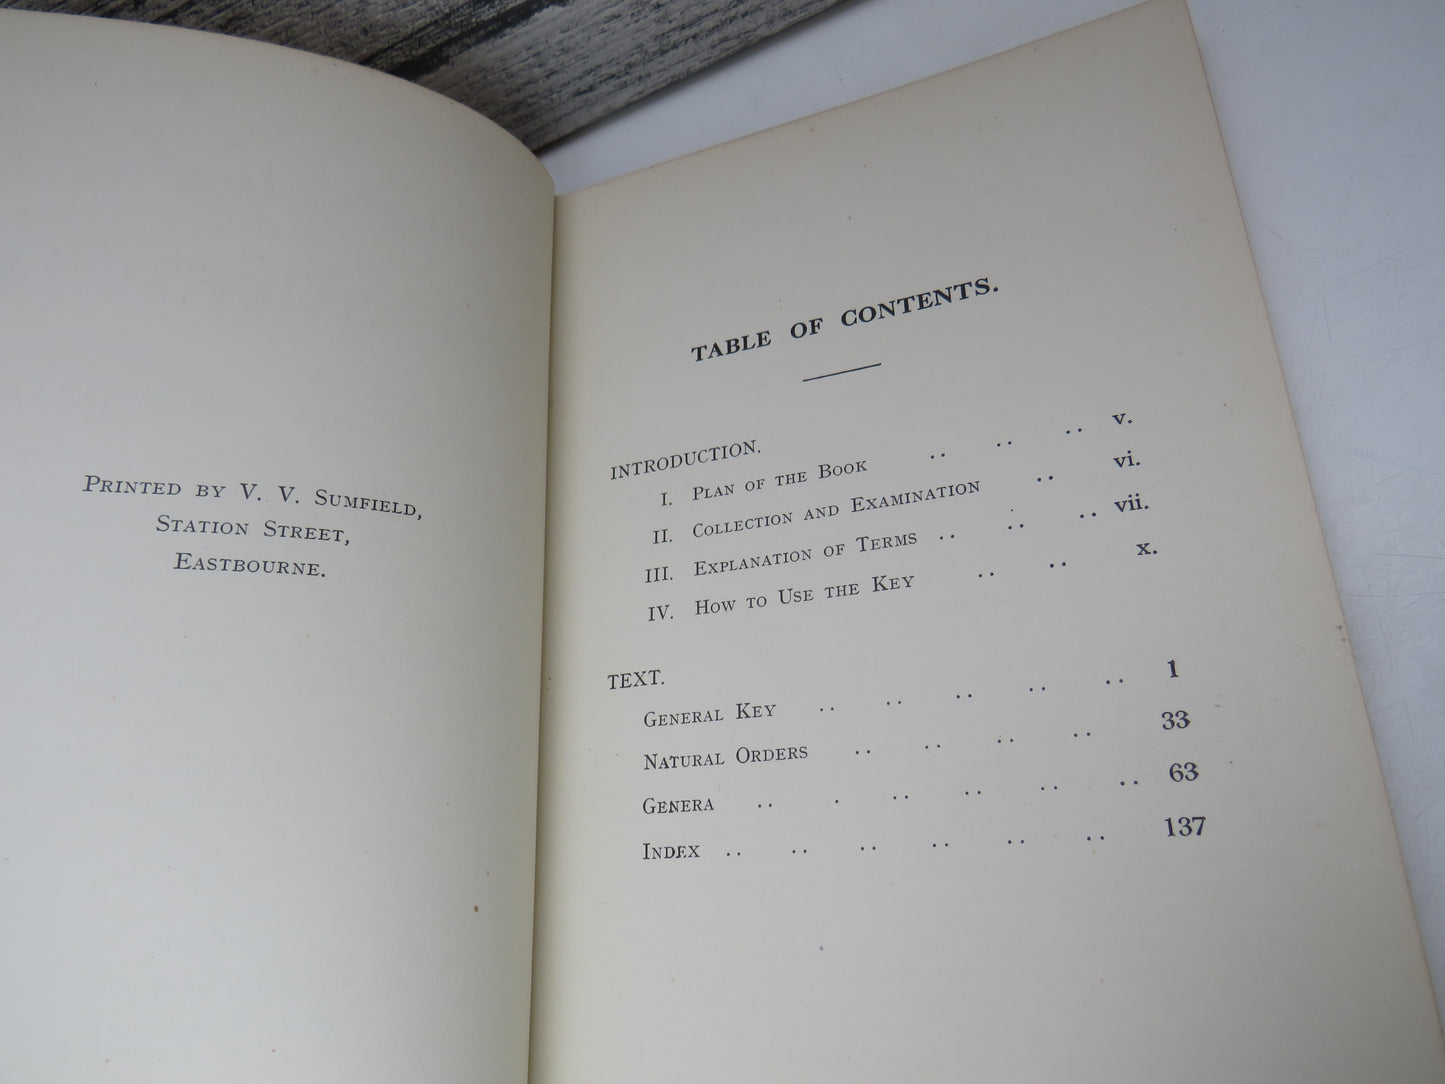 Printed by V. V. Sumfield,
Station Street,
Eastbourne.
TABLE OF CONTENTS.
INTRODUCTION.
I. Plan of the Book .. .. .. v.
II. Collection and Examination .. vi.
III. Explanation of Terms .. .. .. vii.
IV. How to Use the Key .. .. x.
TEXT.
General Key .. .. .. .. .. 1
Natural Orders .. .. .. .. 33
Genera .. . .. .. .. .. 63
Index .. .. .. .. .. .. 137